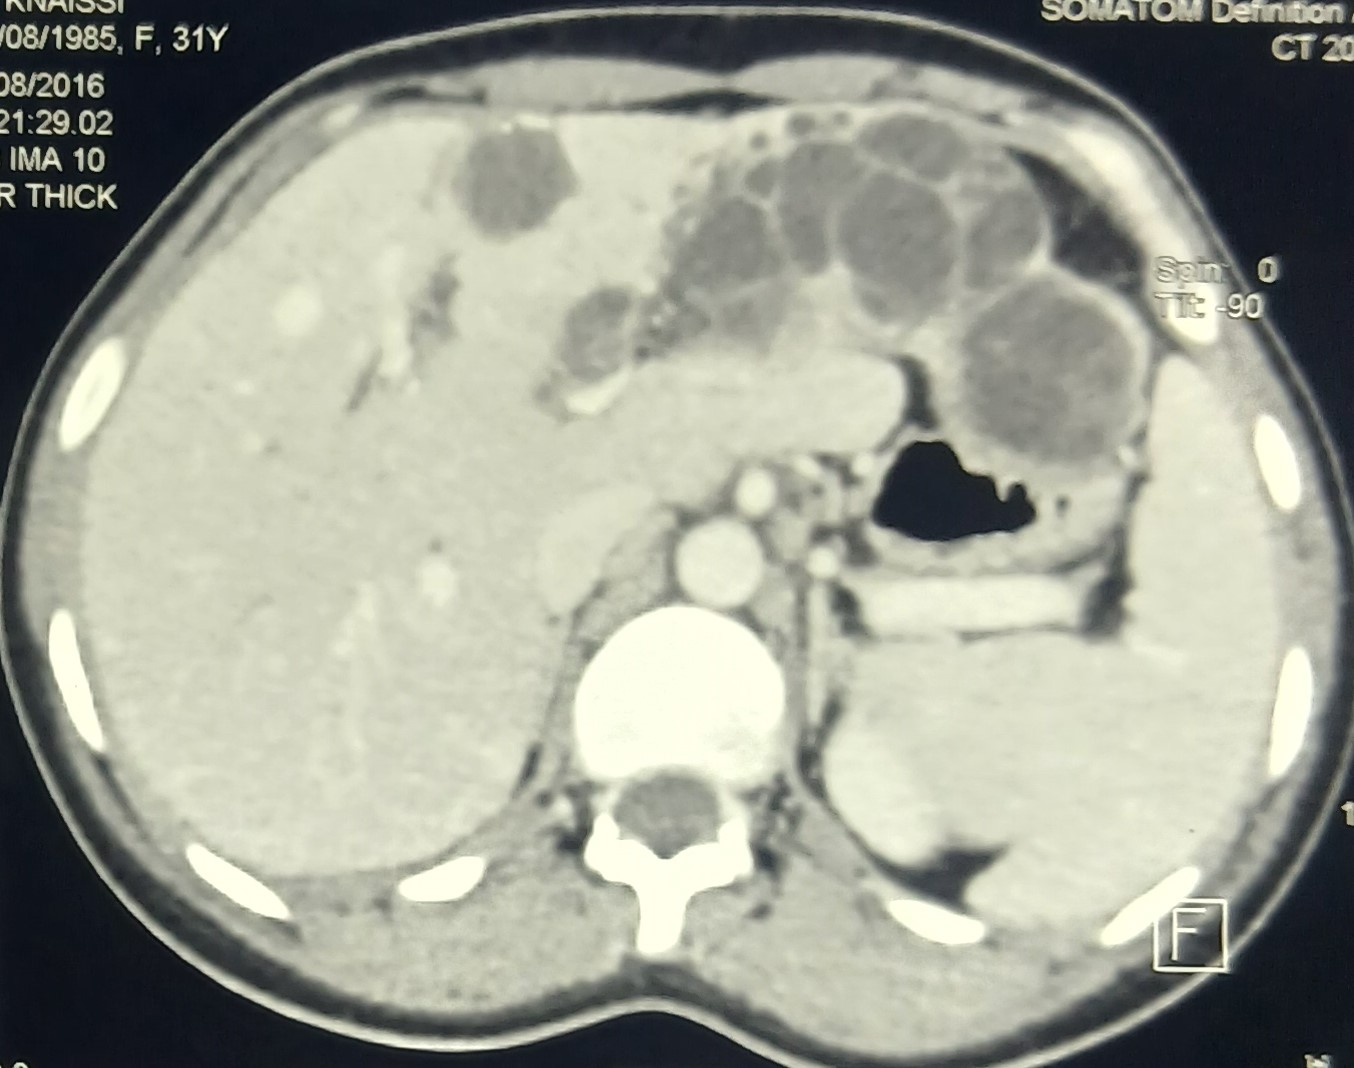 KNAISSI
/08/1985, F, 31Y
08/2016
21:29.02
IMA 10
R THICK
SOMATOM Definition
CT 20
Spin: 0
Tilt: -90
F